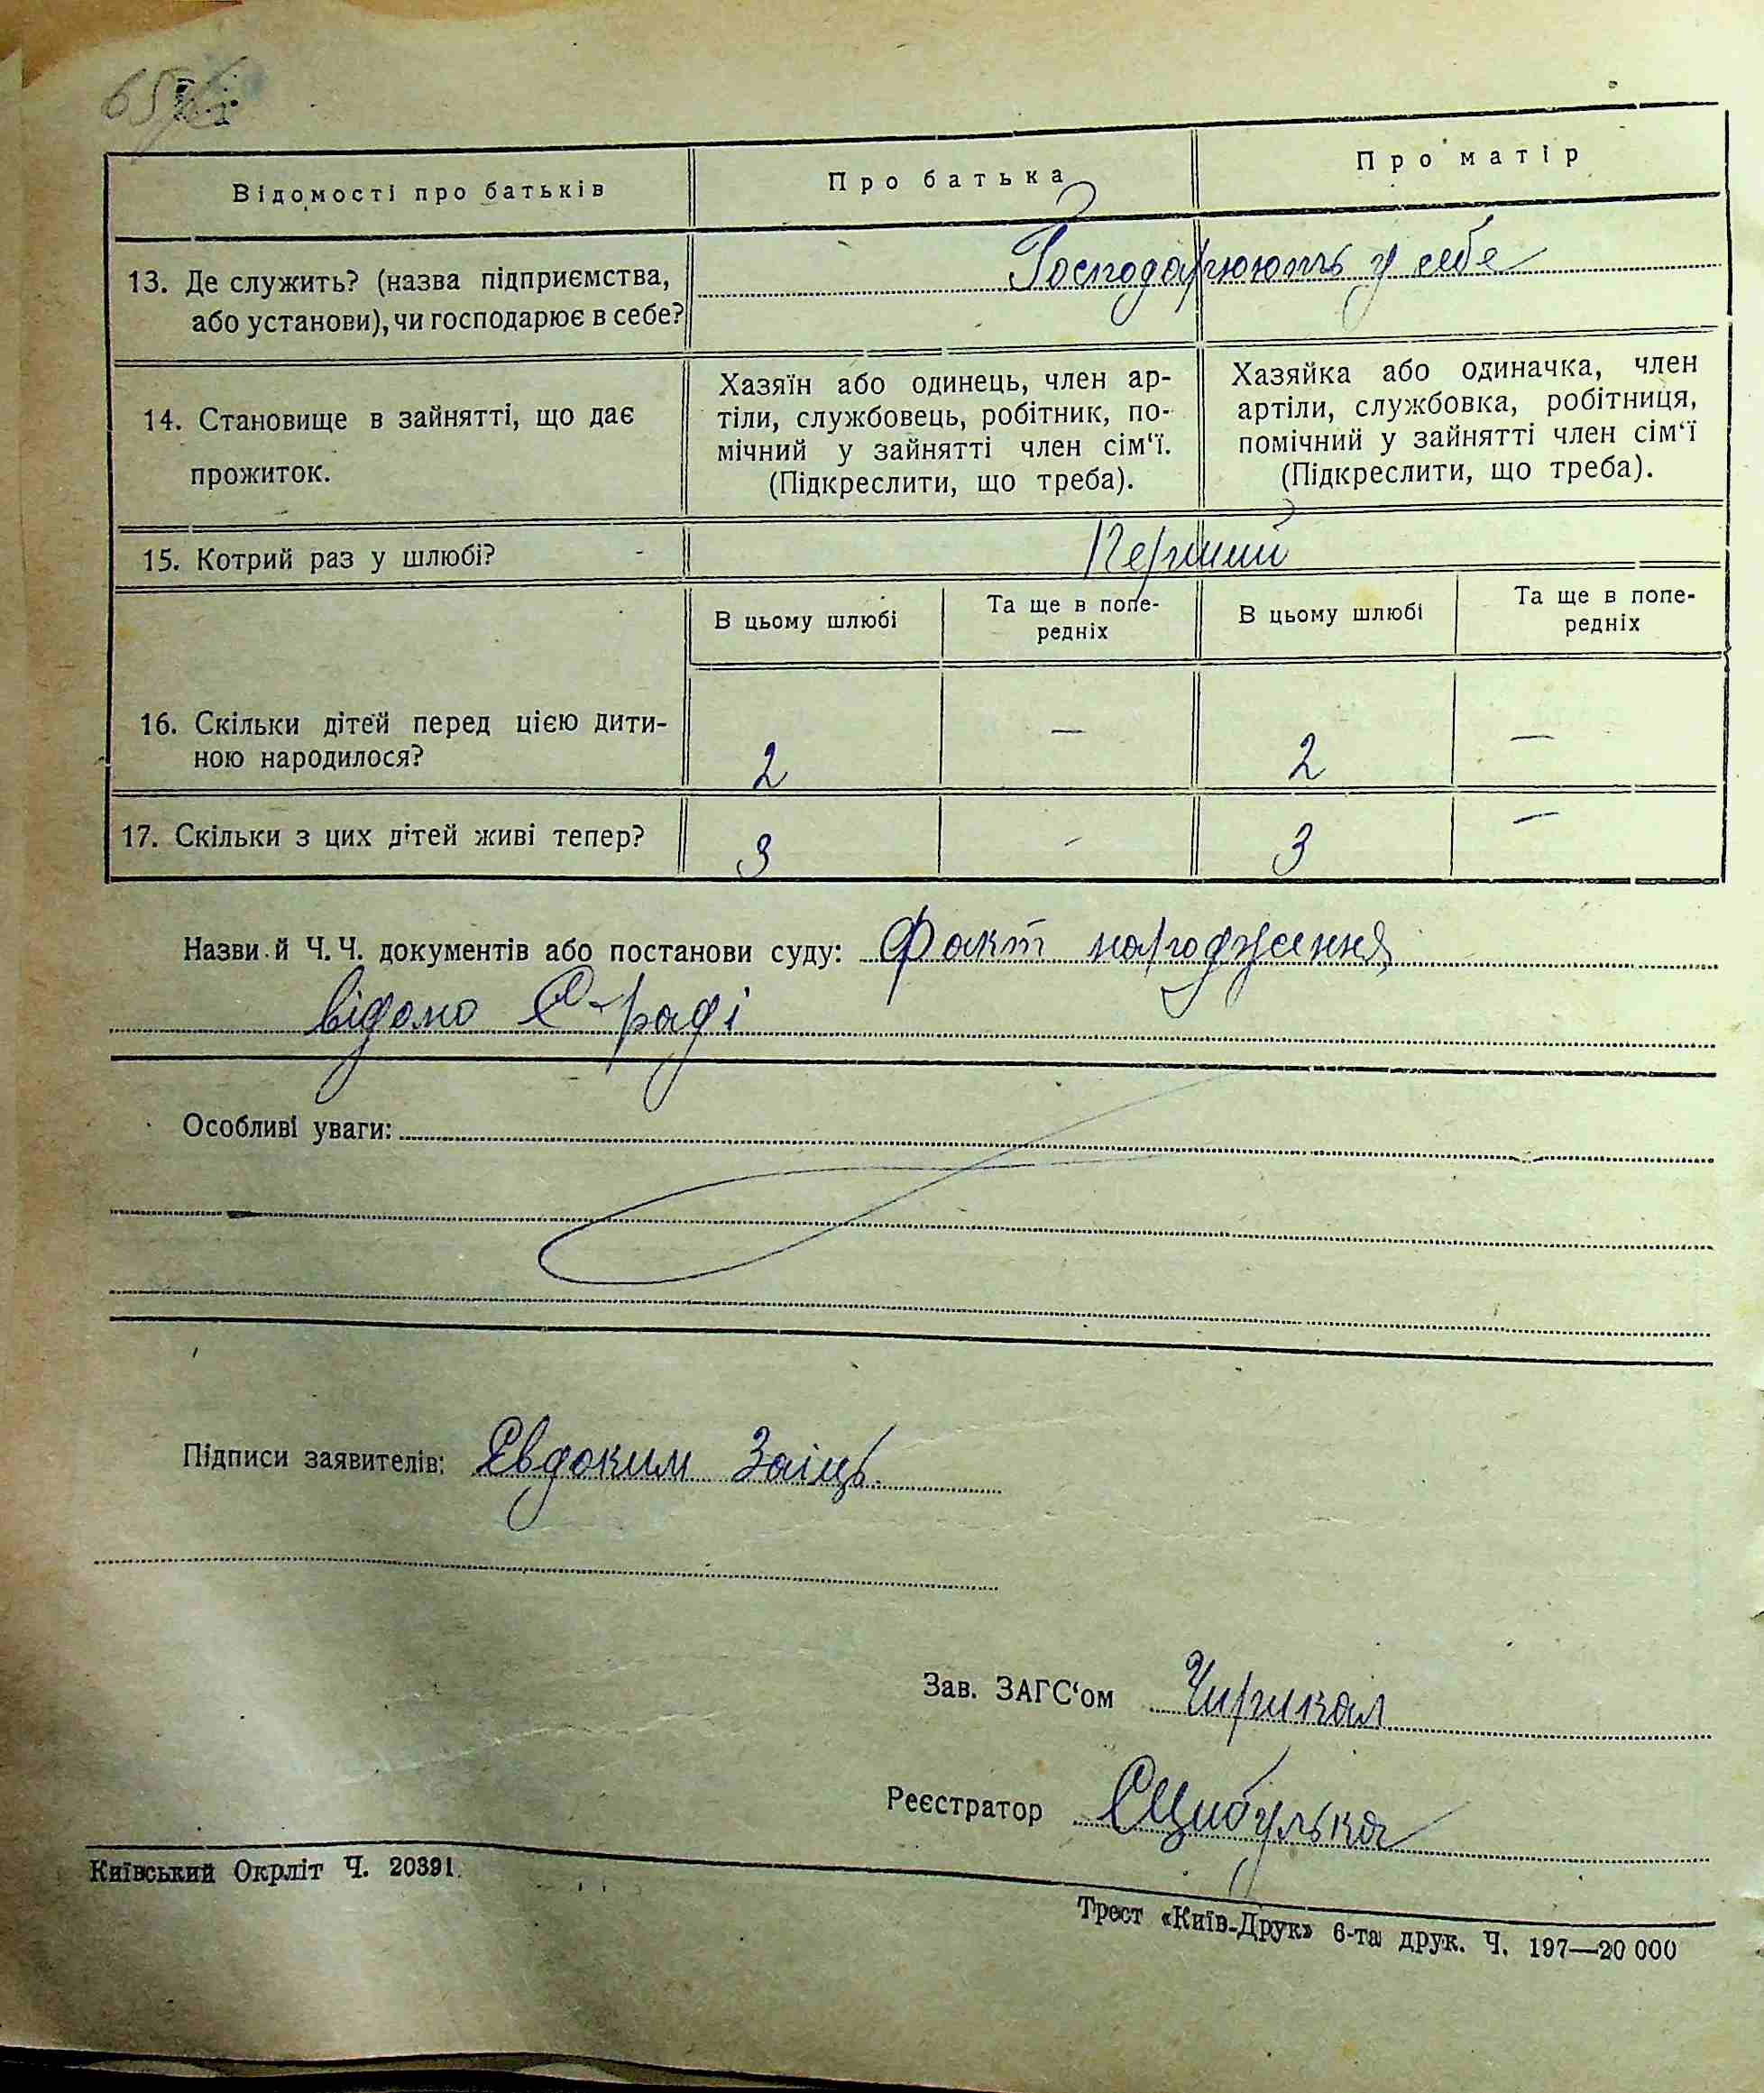 Відомості про батьків
Про батька
Про матір
13. Де служить? (назва підприємства,
або установи), чи господарює в себе?
Господарюють у себе
14. Становище в зайнятті, що дає
прожиток.
Хазяїн або одинець, член ар-
тіли, службовець, робітник, по-
мічний у зайнятті член сім‘ї.
(Підкреслити, що треба).
Хазяйка або одиначка, член
артіли, службовка, робітниця,
помічний у зайнятті член сім‘ї
(Підкреслити, що треба).
15. Котрий раз у шлюбі?
Перший
В цьому шлюбі
Та ще в попе-
редніх
В цьому шлюбі
Та ще в попе-
редніх
16. Скільки дітей перед цією дити-
ною народилося?
2 — 2 —
17. Скільки з цих дітей живі тепер?
3 - 3 —
Назви й Ч.Ч. документів або постанови суду: Факт народження
відомо С-раді
Особливі уваги:
Підписи заявителів: Євдоким Заіць
Зав. ЗАГС‘ом
Реєстратор СЦибулька
Київський Окрліт Ч. 20391.
Трест «Київ-Друк» 6-та друк. Ч. 197—20 000